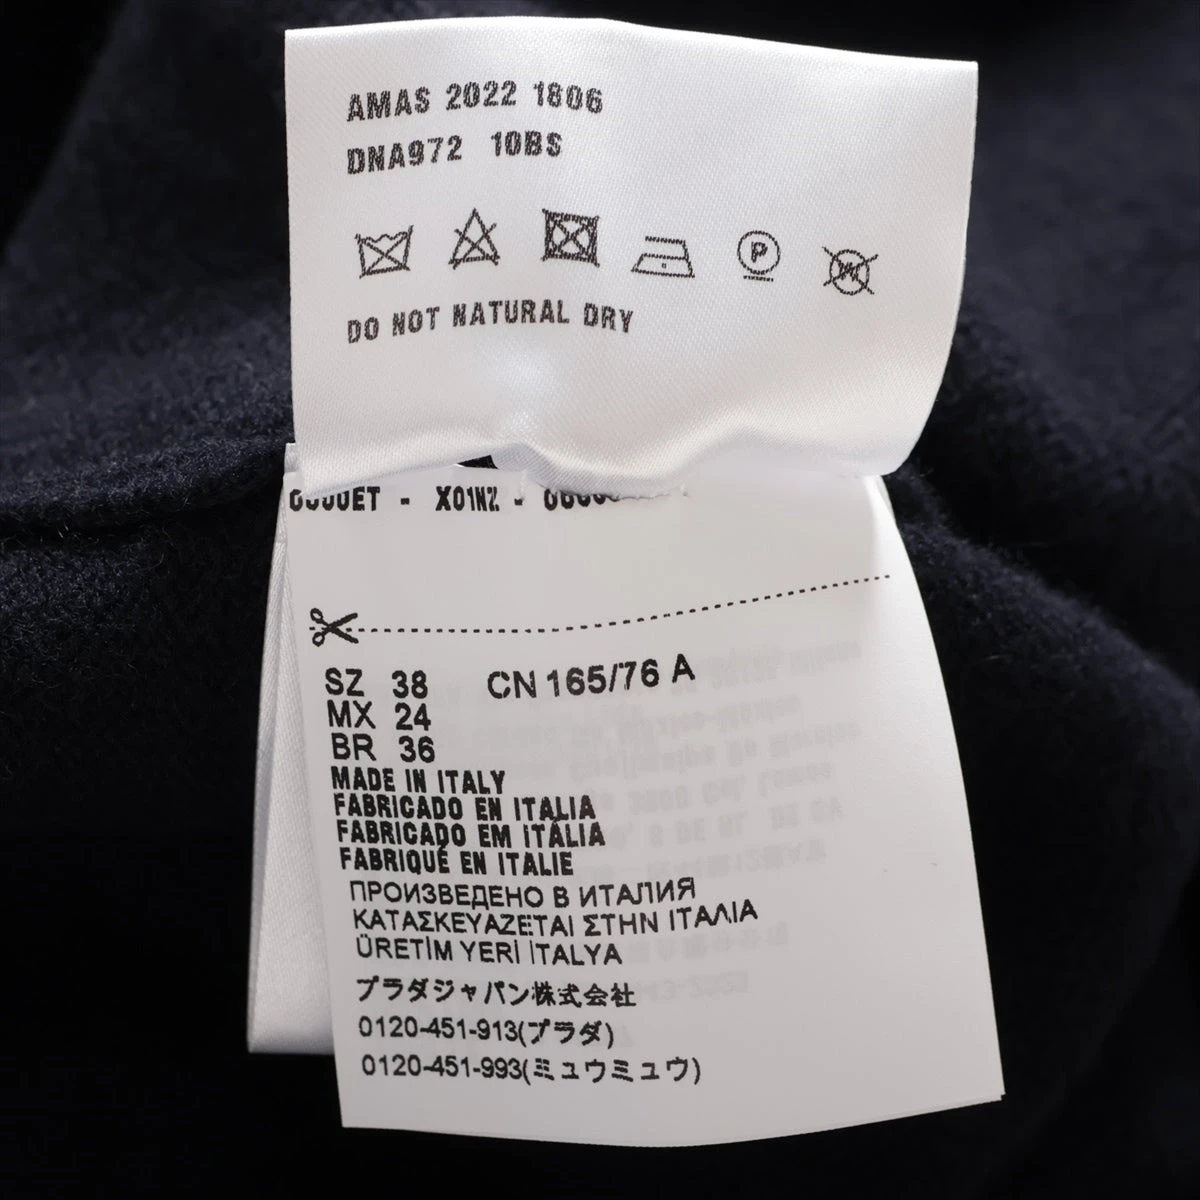 AMAS 2022 1806
DNA972 10BS
P
W
DO NOT NATURAL DRY
- X01NZ -
SZ 38 CN 165/76 A
MX 24
BR 36
MADE IN ITALY
FABRICADO EN ITALIA
FABRICADO EM ITÁLIA
FABRIQUÉ EN ITALIE
ПРОИЗВЕДЕНО В ИТАЛИЯ
ΚΑΤΑΣΚΕΥΑΖΕΤΑΙ ΣΤΗΝ ΙΤΑΛΙΑ
ÜRETİM YERİ İTALYA
プラダジャパン株式会社
0120-451-913(プラダ)
0120-451-993(ミュウミュウ)